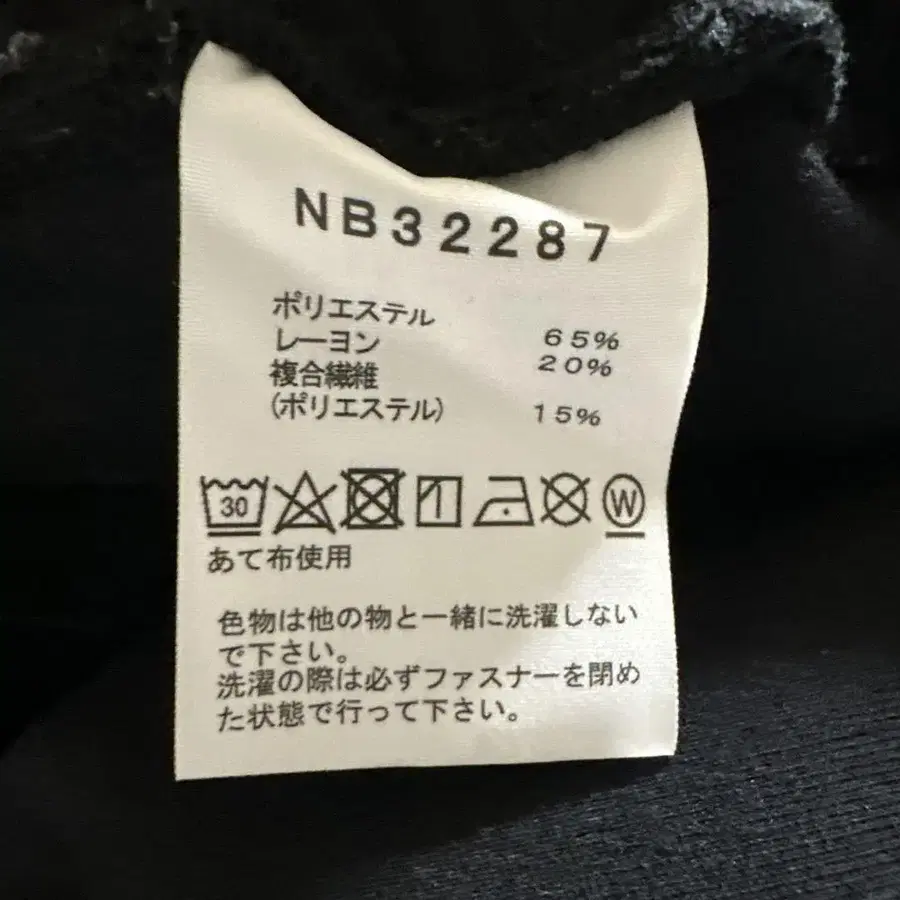 NB32287
ポリエステル 65%
レーヨン 20%
複合繊維
(ポリエステル) 15%
30 W
あて布使用
色物は他の物と一緒に洗濯しない
で下さい。
洗濯の際は必ずファスナーを閉め
た状態で行って下さい。